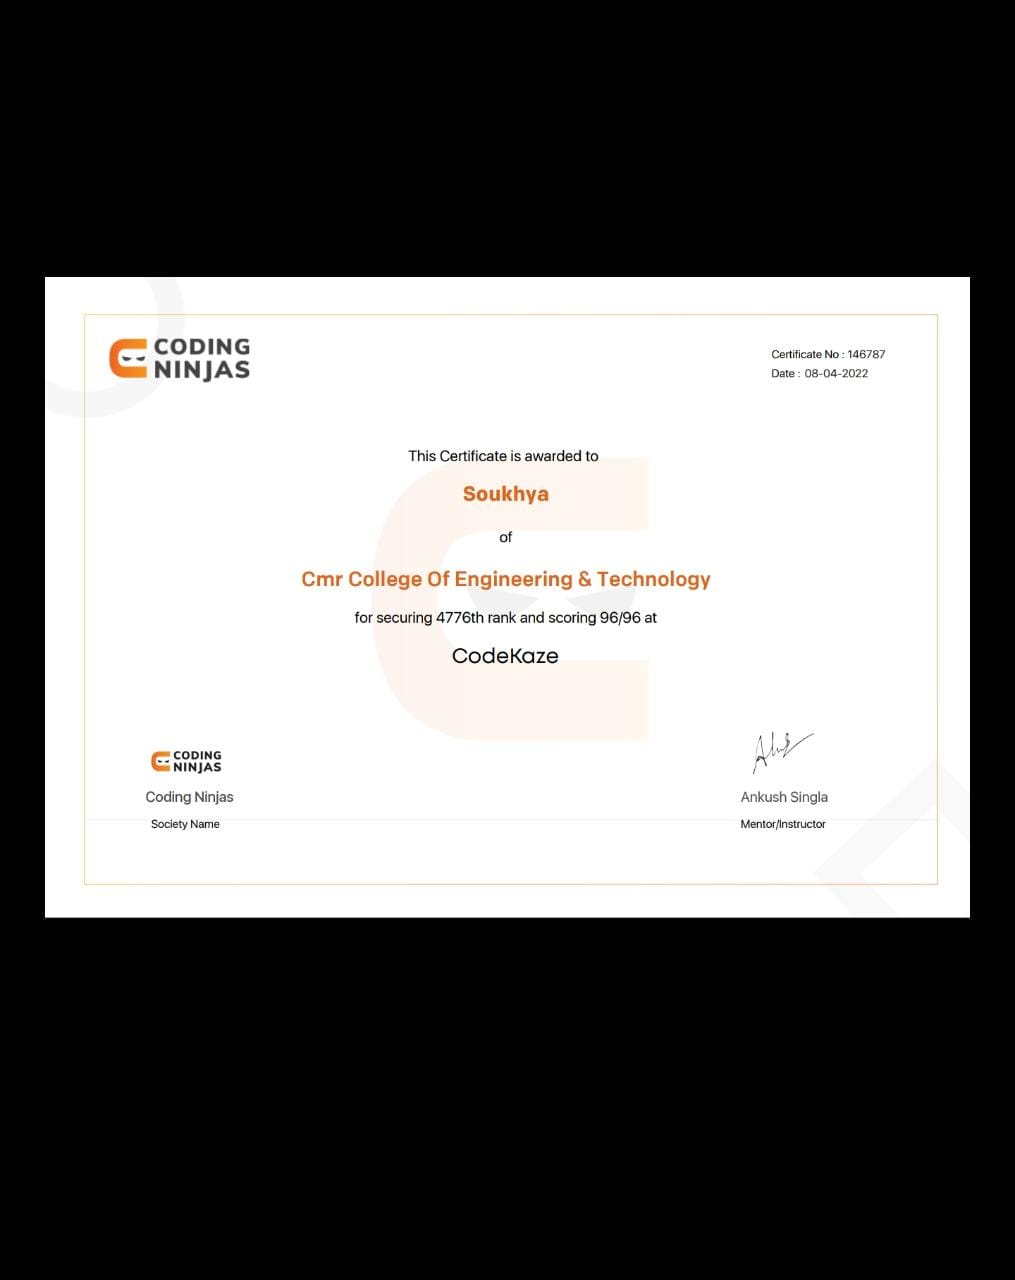 CODING
NINJAS
Certificate No : 146787
Date : 08-04-2022
This Certificate is awarded to
Soukhya
of
Cmr College Of Engineering & Technology
for securing 4776th rank and scoring 96/96 at
CodeKaze
CODING
NINJAS
Coding Ninjas
Society Name
Ankush Singla
Mentor/Instructor